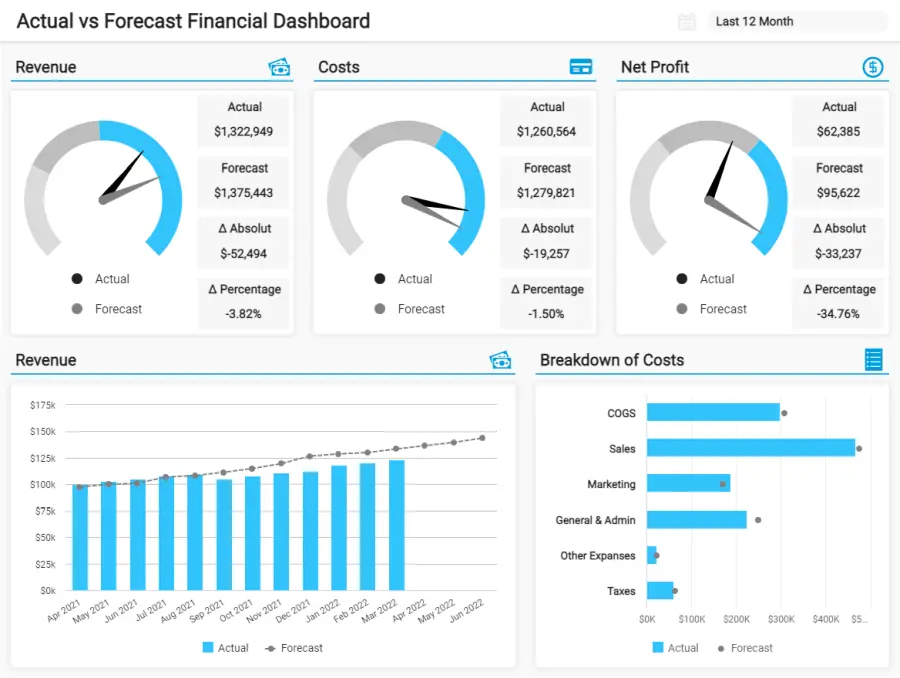 Actual vs Forecast Financial Dashboard
Last 12 Month
Revenue
Actual
$1,322,949
Forecast
$1,375,443
Δ Absolut
$-52,494
Δ Percentage
-3.82%
Actual
Forecast
Costs
Actual
$1,260,564
Forecast
$1,279,821
Δ Absolut
$-19,257
Δ Percentage
-1.50%
Actual
Forecast
Net Profit
Actual
$62,385
Forecast
$95,622
Δ Absolut
$-33,237
Δ Percentage
-34.76%
Actual
Forecast
Revenue
$175k
$150k
$125k
$100k
$75k
$50k
$25k
$0k
Apr 2021
May 2021
Jun 2021
Jul 2021
Aug 2021
Sep 2021
Oct 2021
Nov 2021
Dec 2021
Jan 2022
Feb 2022
Mar 2022
Apr 2022
May 2022
Jun 2022
Actual
Forecast
Breakdown of Costs
COGS
Sales
Marketing
General & Admin
Other Expanses
Taxes
$0K $100K $200K $300K $400K $5...
Actual
Forecast